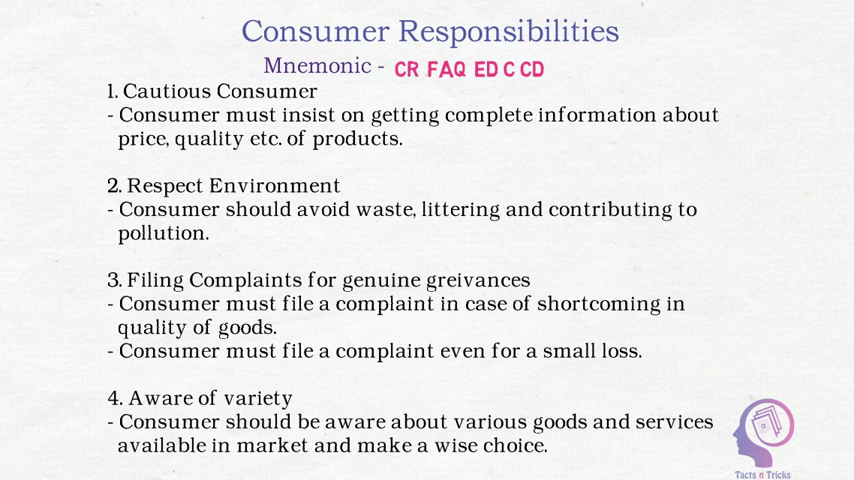 Consumer Responsibilities
Mnemonic - CR FAQ ED C CD
1. Cautious Consumer
- Consumer must insist on getting complete information about
price, quality etc. of products.
2. Respect Environment
- Consumer should avoid waste, littering and contributing to
pollution.
3. Filing Complaints for genuine greivances
- Consumer must file a complaint in case of shortcoming in
quality of goods.
- Consumer must file a complaint even for a small loss.
4. Aware of variety
- Consumer should be aware about various goods and services
available in market and make a wise choice.
Tacts n Tricks